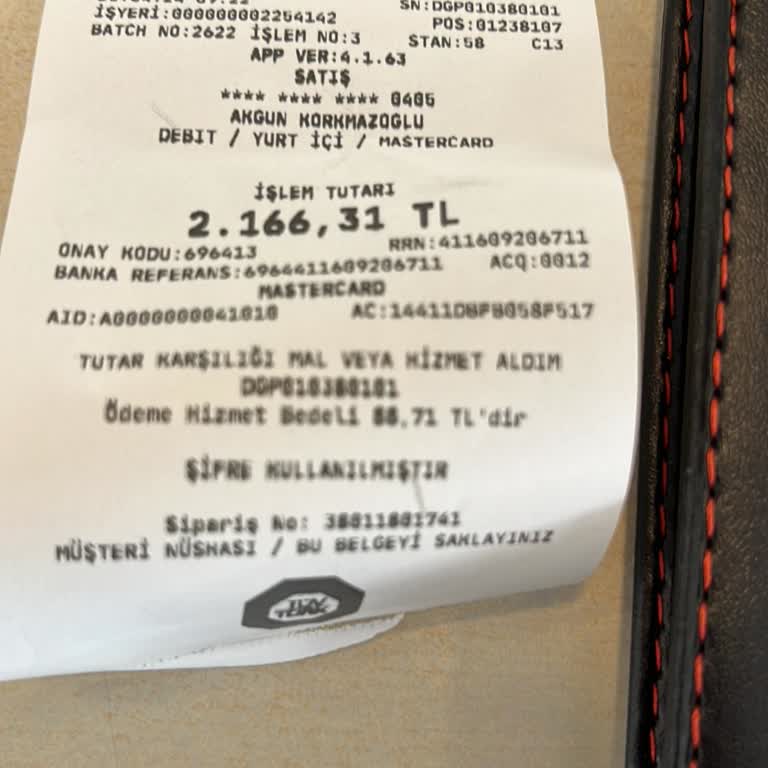 SN:DGP010380101
İŞYERİ:000000002254142 POS:01238107
BATCH NO:2622 İŞLEM NO:3 STAN:58 C13
APP VER:4.1.63
SATIŞ
**** **** **** 0405
AKGUN KORKMAZOGLU
DEBIT / YURT İÇİ / MASTERCARD
İŞLEM TUTARI
2.166,31 TL
ONAY KODU:696413 RRN:411609206711
BANKA REFERANS:6964411609206711 ACQ:0012
MASTERCARD
AID:A0000000041010
TUTAR KARŞILIĞI MAL VEYA HİZMET ALDIM
DGP010380101
Ödeme Hizmet Bedeli TL'dir
ŞİFRE KULLANILMIŞTIR
Sipariş No:
MÜŞTERİ NÜSHASI / BU BELGEYİ SAKLAYINIZ
TÜV
TURK